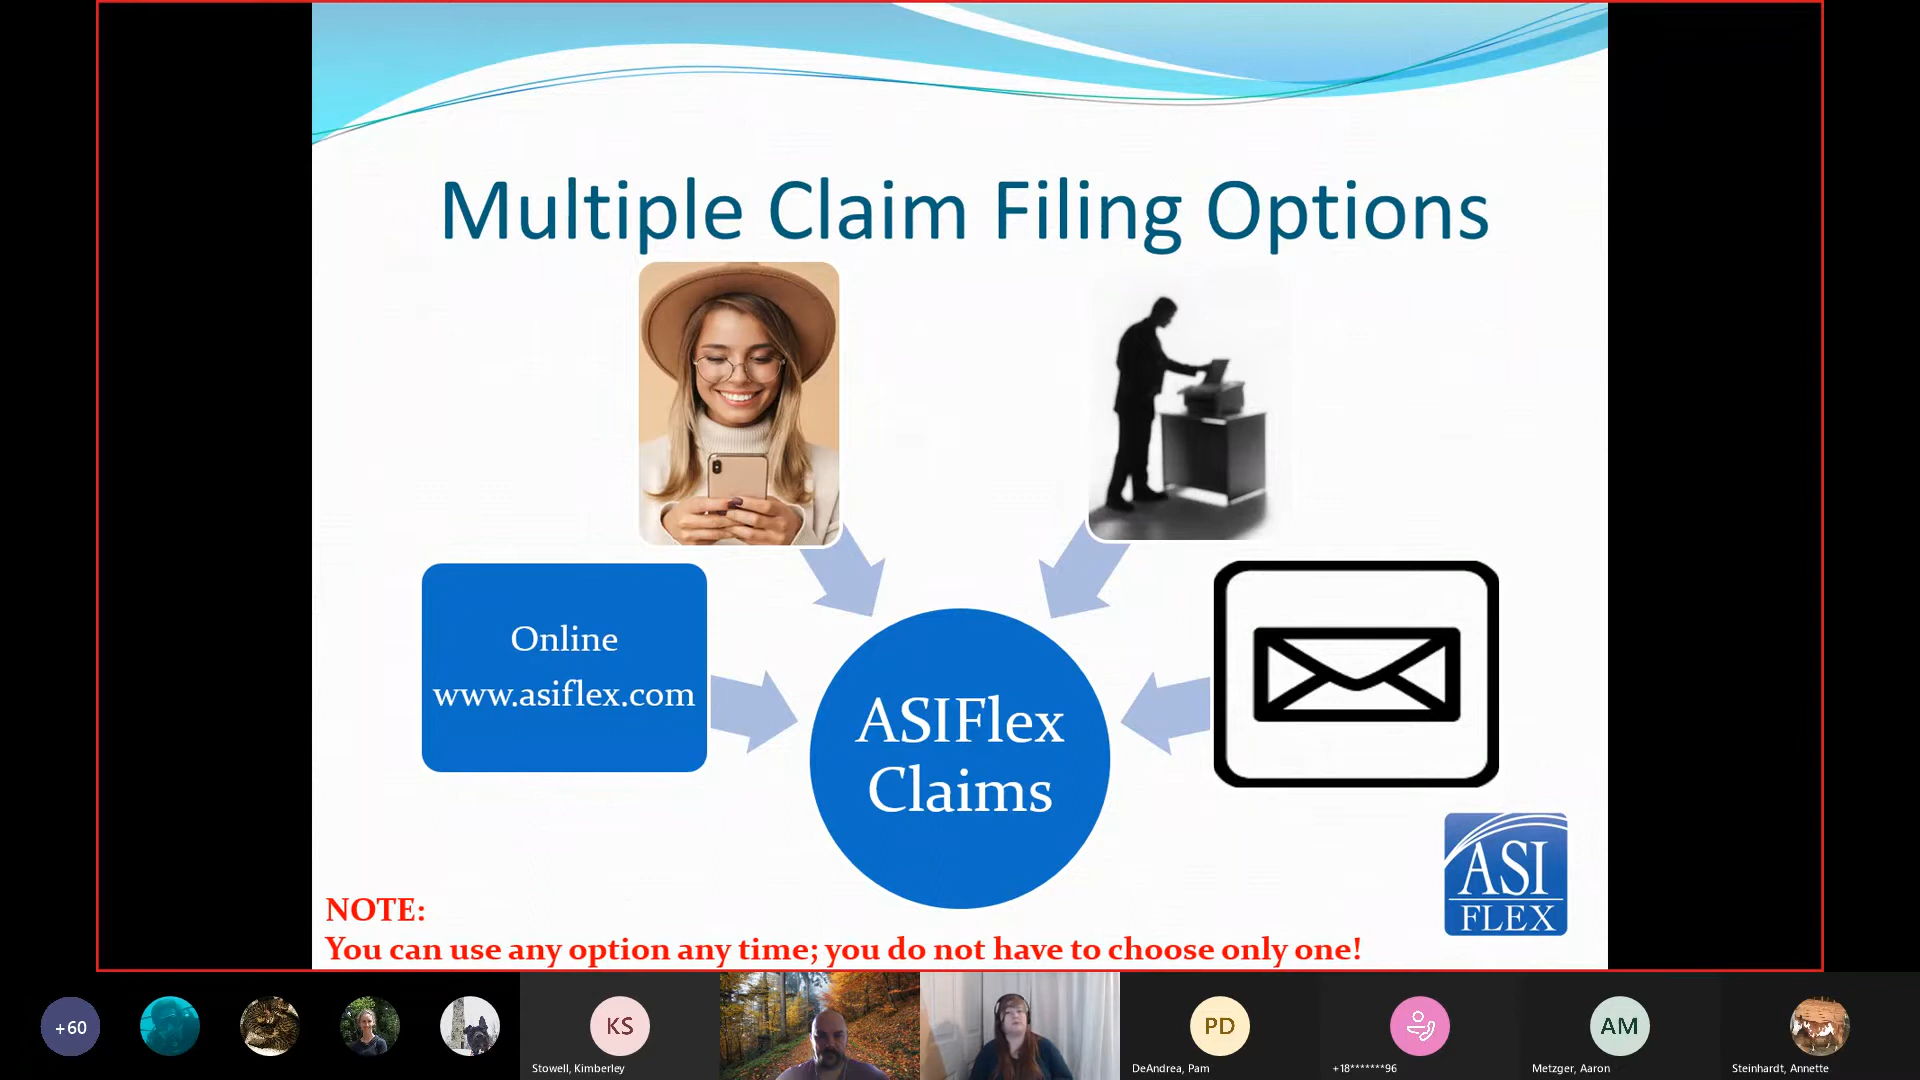 Multiple Claim Filing Options
Online
www.asiflex.com
ASIFlex
Claims
ASI
FLEX
NOTE:
You can use any option any time; you do not have to choose only one!
+60
KS
Stowell, Kimberley
PD
DeAndrea, Pam
+18*******96
AM
Metzger, Aaron
Steinhardt, Annette